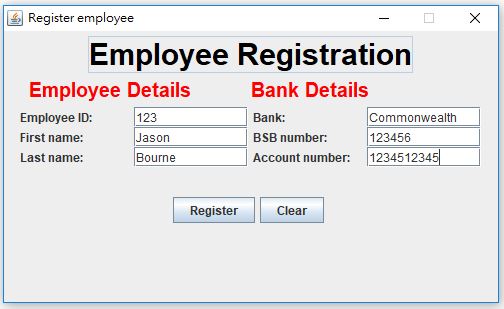 Register employee
Employee Registration
Employee Details Bank Details
Employee ID: 123 Bank: Commonwealth
First name: Jason BSB number: 123456
Last name: Bourne Account number: 1234512345
Register Clear